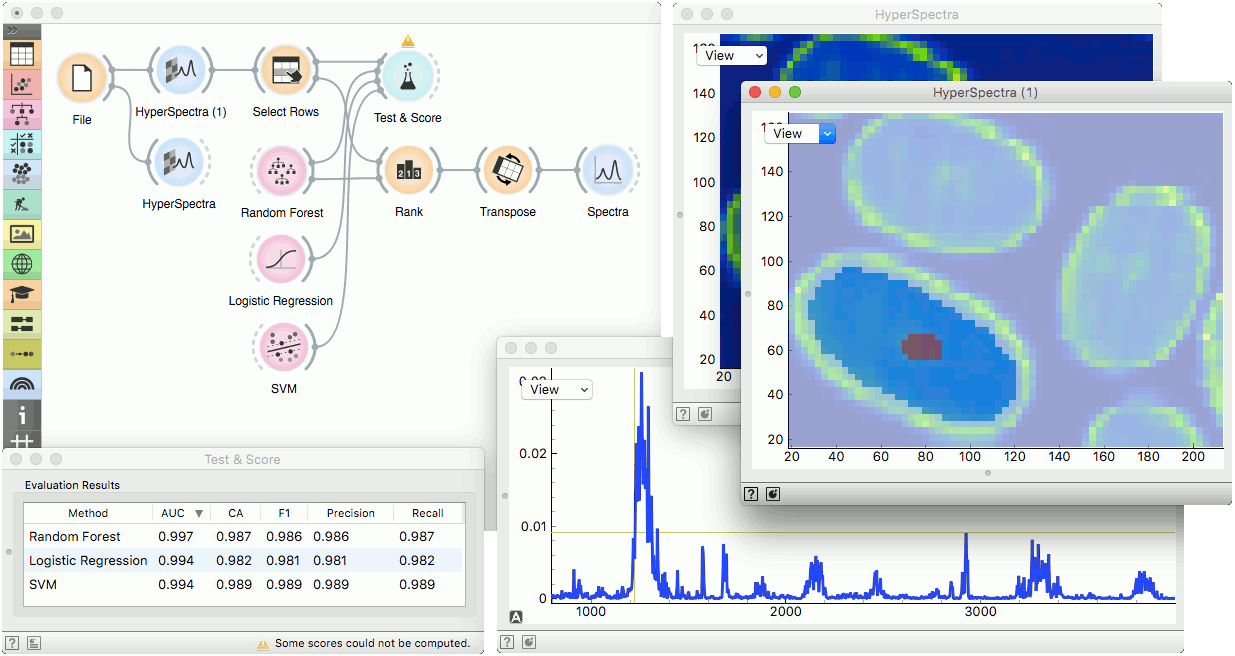 File
HyperSpectra (1)
Select Rows
Test & Score
HyperSpectra
Random Forest
Rank
Transpose
Spectra
Logistic Regression
SVM
HyperSpectra
View
140
120
100
80
60
40
20
20
HyperSpectra (1)
View
140
120
100
80
60
40
20
20 40 60 80 100 120 140 160 180 200
?
?
View
0.02
0.01
0
1000 2000 3000
A
?
Test & Score
Evaluation Results
Method AUC ▼ CA F1 Precision Recall
Random Forest 0.997 0.987 0.986 0.986 0.987
Logistic Regression 0.994 0.982 0.981 0.981 0.982
SVM 0.994 0.989 0.989 0.989 0.989
? Some scores could not be computed.